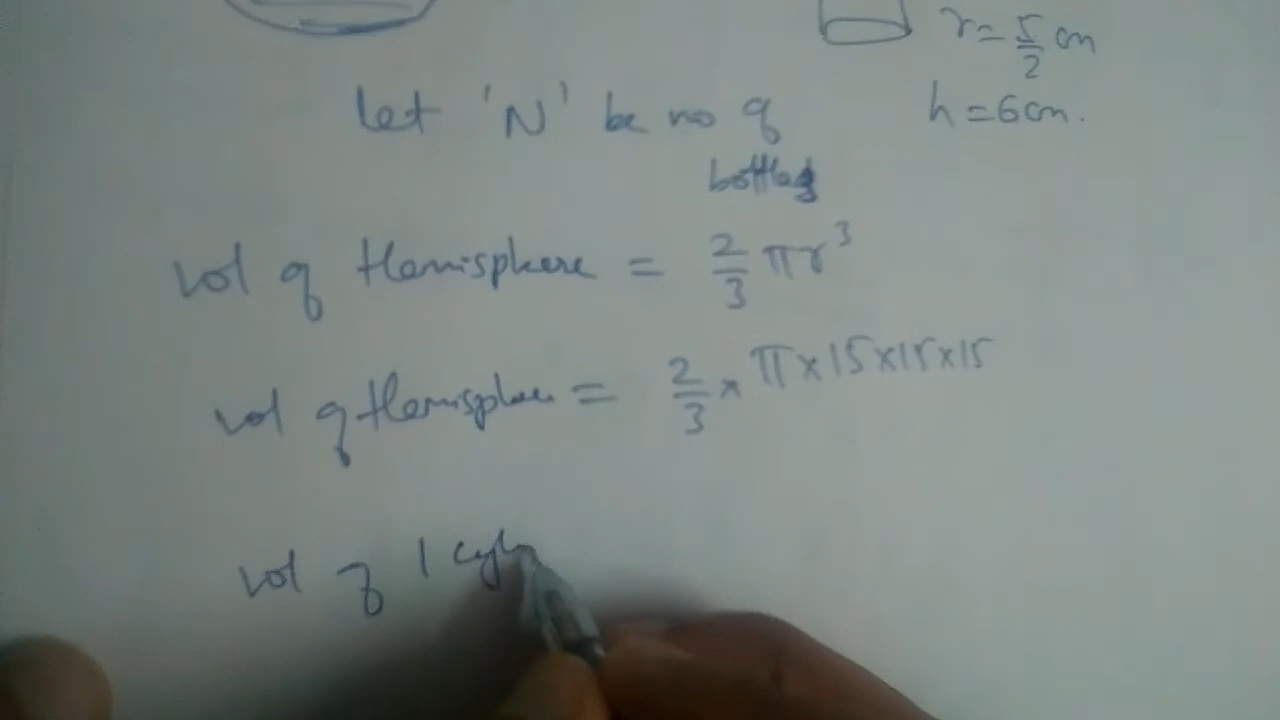 r = 5/2 cm
h = 6cm.
Let 'N' be no of
bottles
vol of Hemisphere = 2/3 πr³
vol of Hemisphere = 2/3 × π × 15 × 15 × 15
vol of 1 cyl